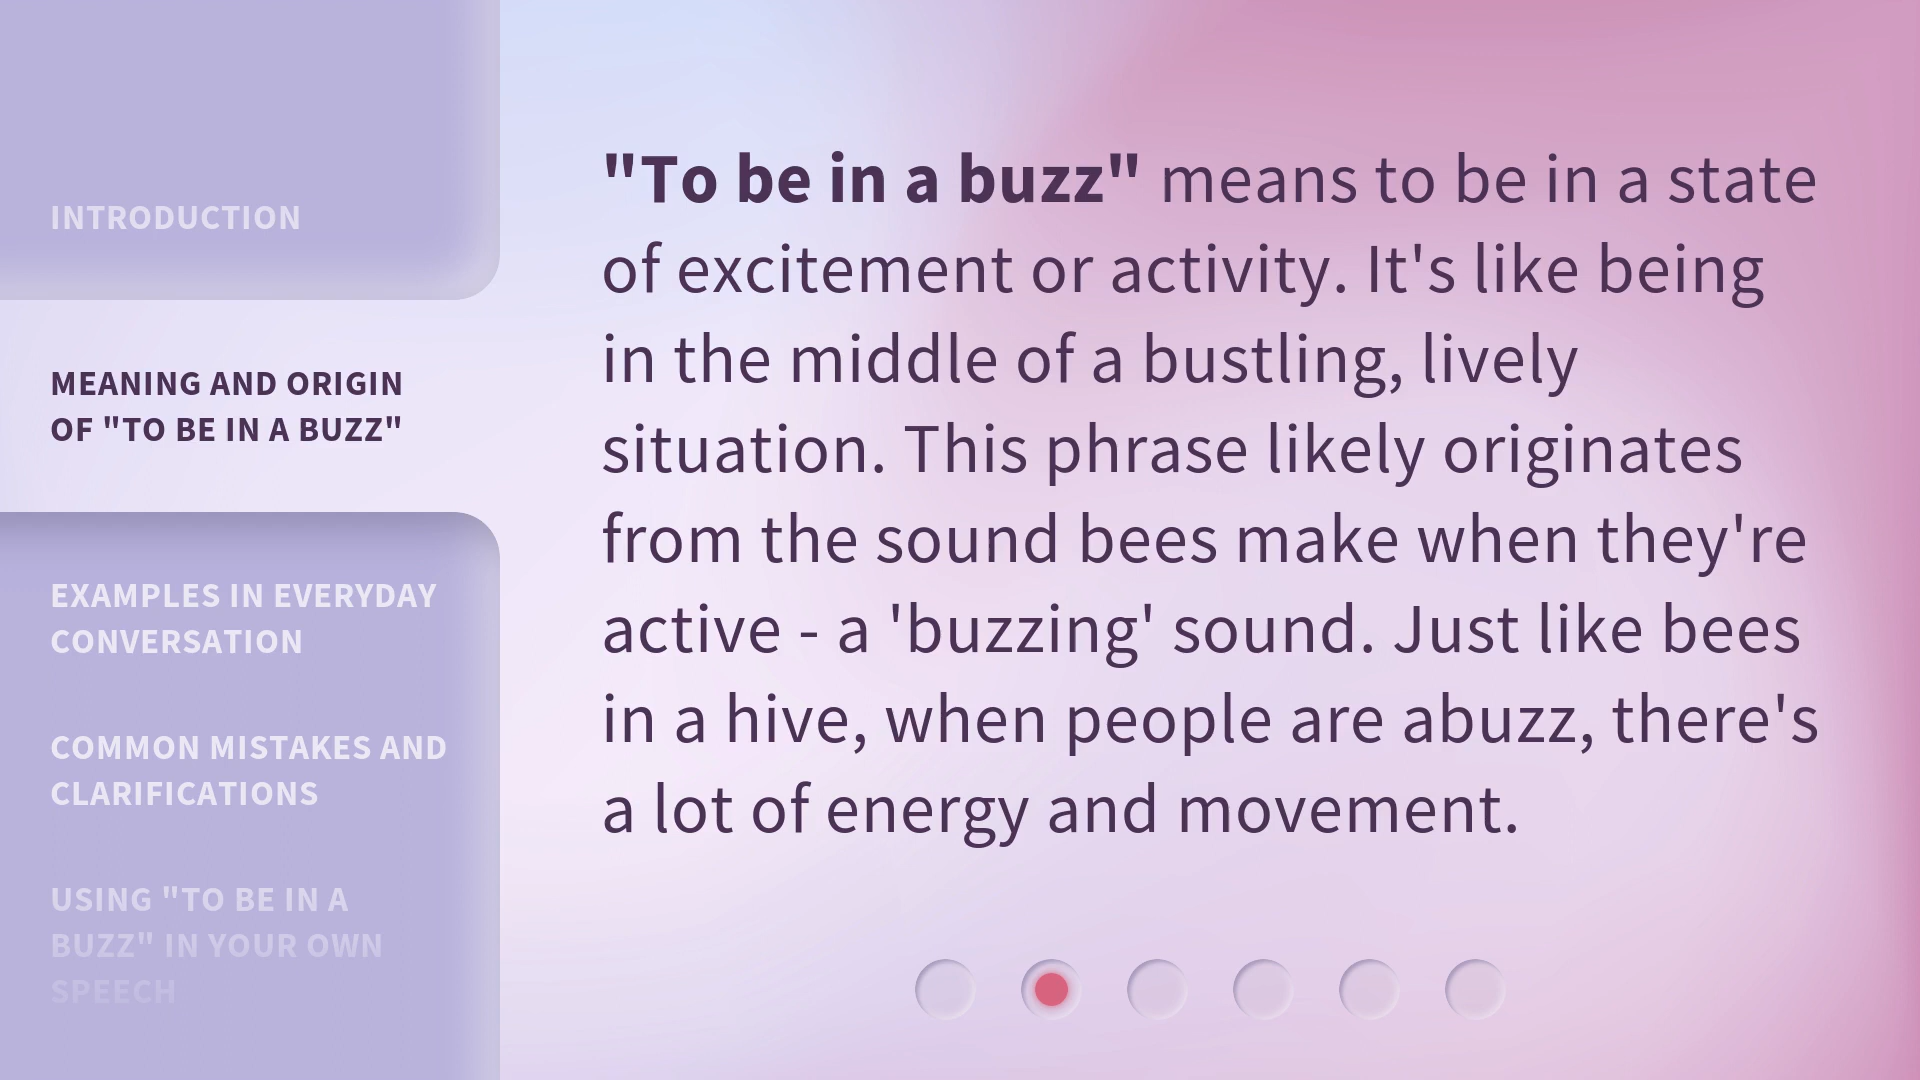 INTRODUCTION
MEANING AND ORIGIN
OF "TO BE IN A BUZZ"
EXAMPLES IN EVERYDAY
CONVERSATION
COMMON MISTAKES AND
CLARIFICATIONS
USING "TO BE IN A
BUZZ" IN YOUR OWN
SPEECH
"To be in a buzz" means to be in a state
of excitement or activity. It's like being
in the middle of a bustling, lively
situation. This phrase likely originates
from the sound bees make when they're
active - a 'buzzing' sound. Just like bees
in a hive, when people are abuzz, there's
a lot of energy and movement.